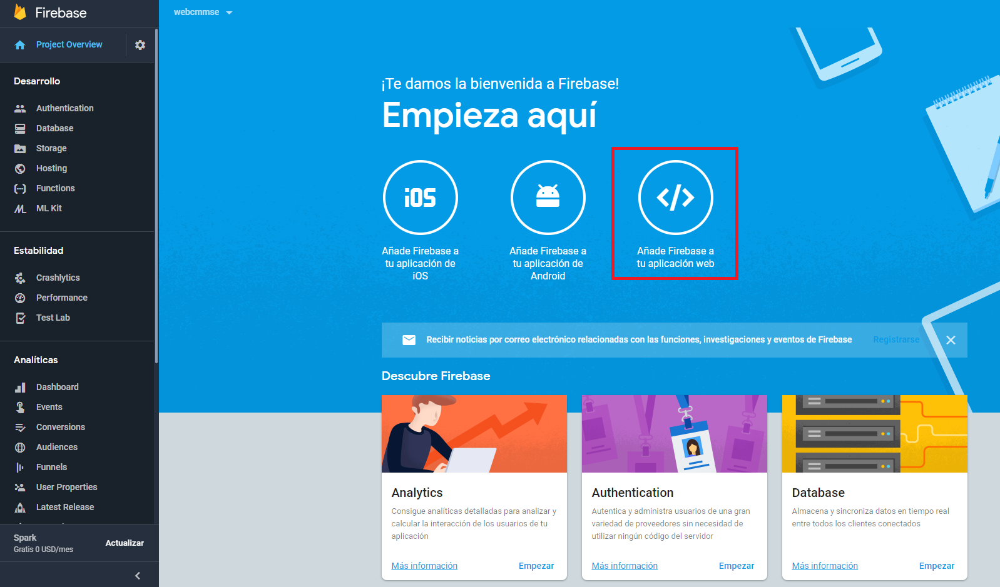 Firebase
webcmmse
Project Overview
Desarrollo
Authentication
Database
Storage
Hosting
Functions
ML Kit
Estabilidad
Crashlytics
Performance
Test Lab
Analíticas
Dashboard
Events
Conversions
Audiences
Funnels
User Properties
Latest Release
Spark
Gratis 0 USD/mes
Actualizar
¡Te damos la bienvenida a Firebase!
Empieza aquí
iOS
Añade Firebase a
tu aplicación de
iOS
Añade Firebase a
tu aplicación de
Android
</>
Añade Firebase a
tu aplicación web
Recibir noticias por correo electrónico relacionadas con las funciones, investigaciones y eventos de Firebase
Registrarse
Descubre Firebase
Analytics
Consigue analíticas detalladas para analizar y
calcular la interacción de los usuarios de tu
aplicación
Más información
Empezar
Authentication
Autentica y administra usuarios de una gran
variedad de proveedores sin necesidad de
utilizar ningún código del servidor
Más información
Empezar
Database
Almacena y sincroniza datos en tiempo real
entre todos los clientes conectados
Más información
Empezar